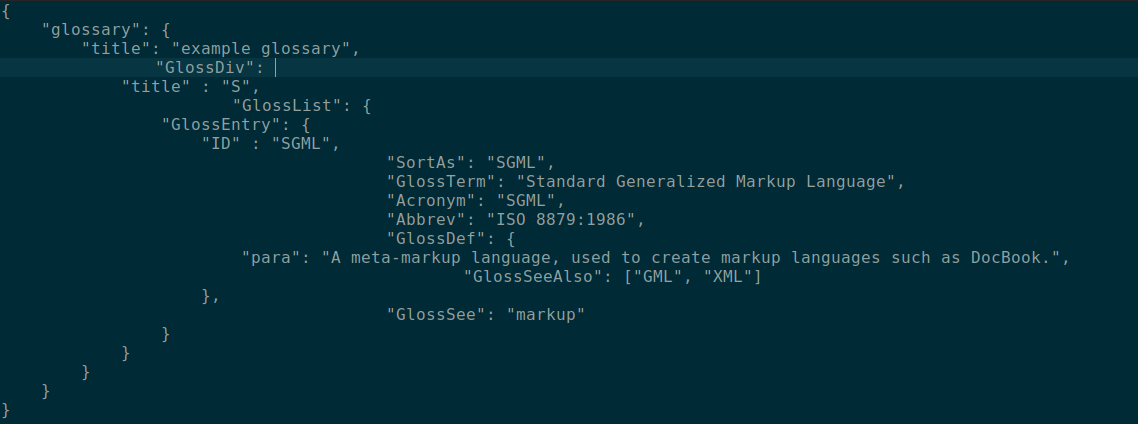 {
    "glossary": {
        "title": "example glossary",
                "GlossDiv":
            "title" : "S",
                        "GlossList": {
                "GlossEntry": {
                    "ID" : "SGML",
                                        "SortAs": "SGML",
                                        "GlossTerm": "Standard Generalized Markup Language",
                                        "Acronym": "SGML",
                                        "Abbrev": "ISO 8879:1986",
                                        "GlossDef": {
                        "para": "A meta-markup language, used to create markup languages such as DocBook.",
                                                "GlossSeeAlso": ["GML", "XML"]
                    },
                                        "GlossSee": "markup"
                }
            }
        }
    }
}